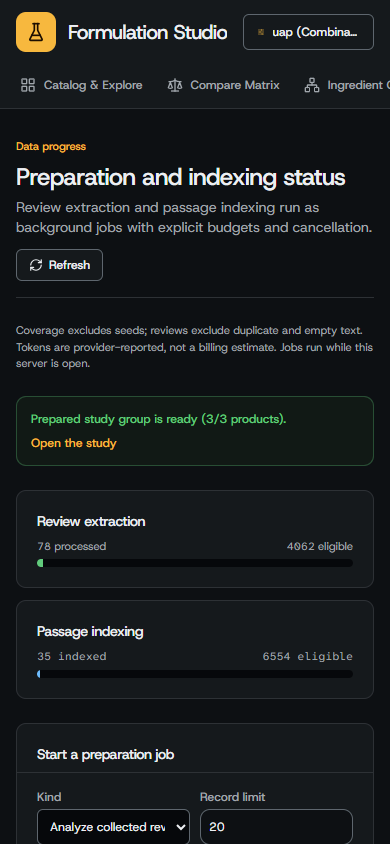 Formulation Studio
uap (Combina...
Catalog & Explore
Compare Matrix
Ingredient
Data progress
Preparation and indexing status
Review extraction and passage indexing run as
background jobs with explicit budgets and cancellation.
Refresh
Coverage excludes seeds; reviews exclude duplicate and empty text.
Tokens are provider-reported, not a billing estimate. Jobs run while this
server is open.
Prepared study group is ready (3/3 products).
Open the study
Review extraction
78 processed
4062 eligible
Passage indexing
35 indexed
6554 eligible
Start a preparation job
Kind
Record limit
Analyze collected rev
20